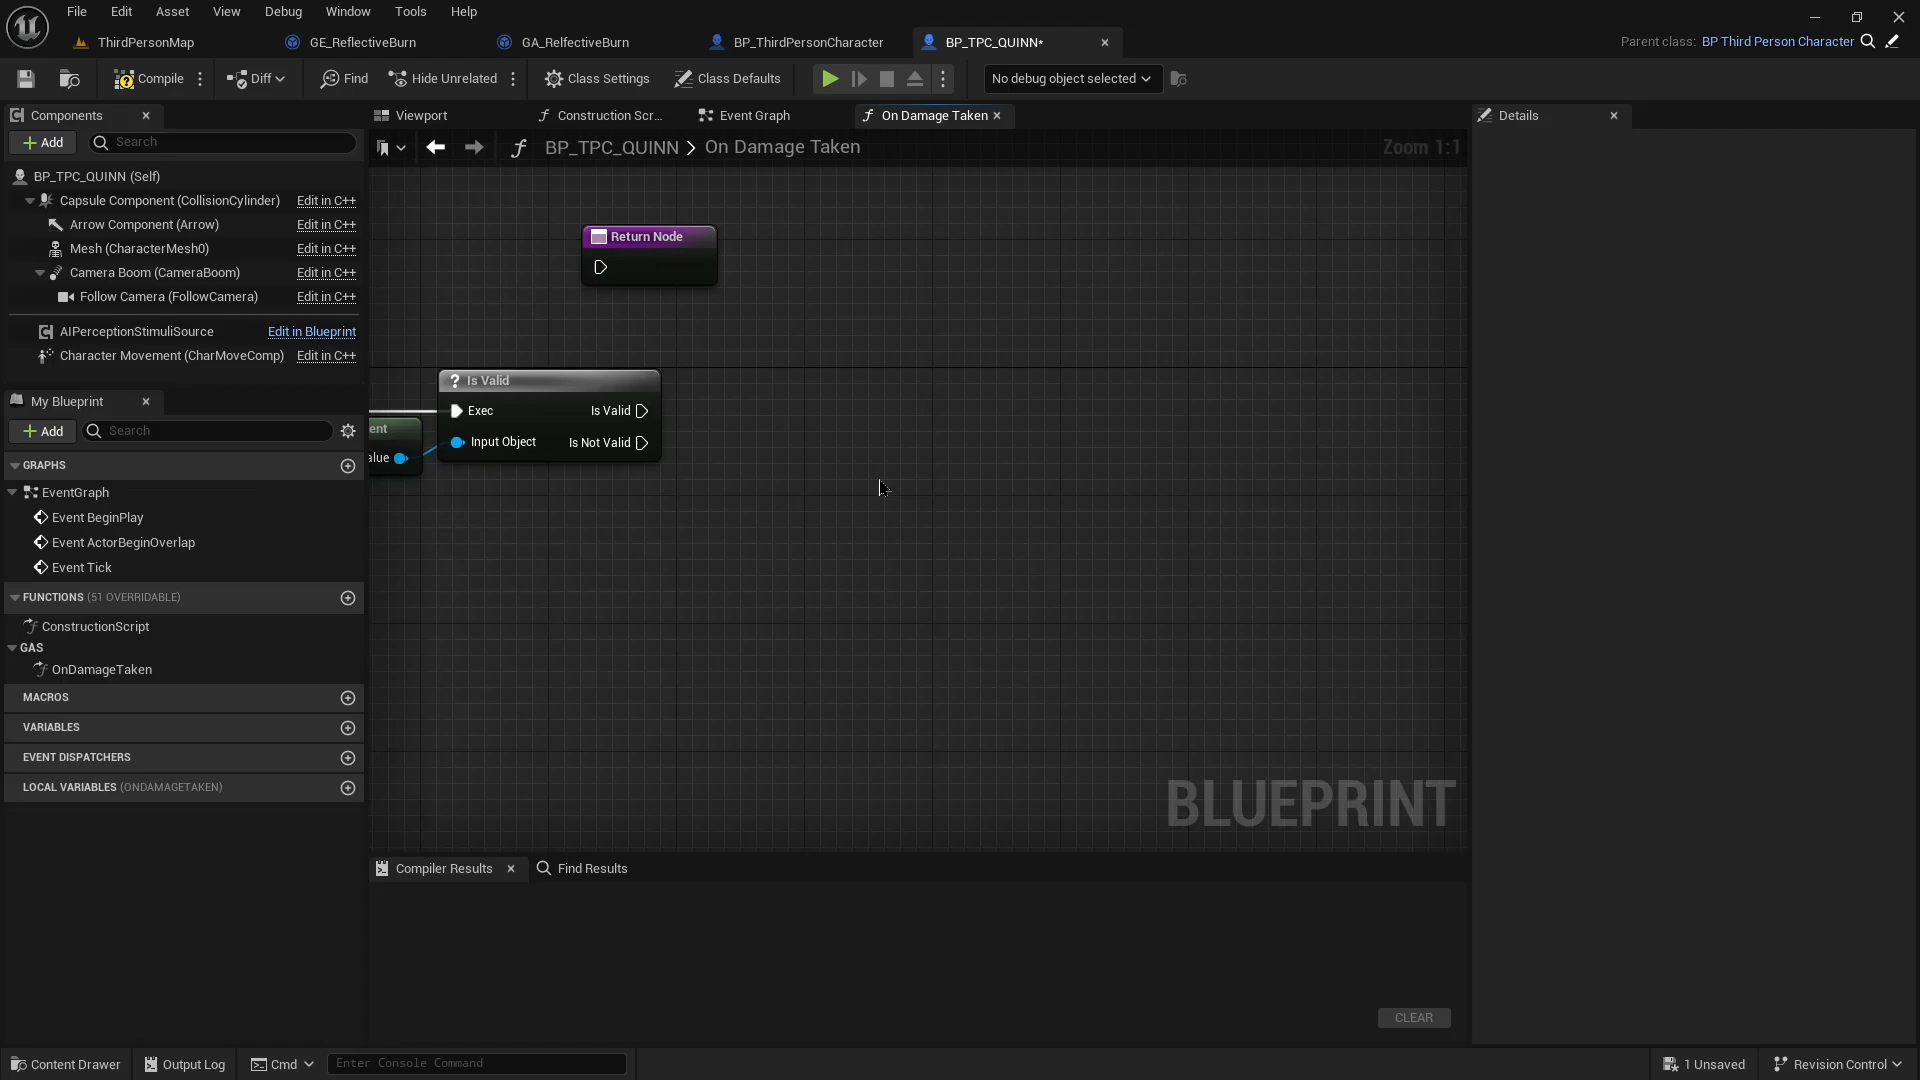 File Edit Asset View Debug Window Tools Help
ThirdPersonMap GE_ReflectiveBurn GA_RelfectiveBurn BP_ThirdPersonCharacter BP_TPC_QUINN*
Parent class: BP Third Person Character
Compile Diff Find Hide Unrelated Class Settings Class Defaults No debug object selected
Components
Viewport Construction Scr... Event Graph On Damage Taken
Details
Add Search
BP_TPC_QUINN > On Damage Taken
Zoom 1:1
BP_TPC_QUINN (Self)
Capsule Component (CollisionCylinder) Edit in C++
Arrow Component (Arrow) Edit in C++
Mesh (CharacterMesh0) Edit in C++
Camera Boom (CameraBoom) Edit in C++
Follow Camera (FollowCamera) Edit in C++
AIPerceptionStimuliSource Edit in Blueprint
Character Movement (CharMoveComp) Edit in C++
Return Node
? Is Valid
Exec Is Valid
Input Object Is Not Valid
ent
alue
My Blueprint
Add Search
GRAPHS
EventGraph
Event BeginPlay
Event ActorBeginOverlap
Event Tick
FUNCTIONS (51 OVERRIDABLE)
ConstructionScript
GAS
OnDamageTaken
MACROS
VARIABLES
EVENT DISPATCHERS
LOCAL VARIABLES (ONDAMAGETAKEN)
BLUEPRINT
Compiler Results Find Results
CLEAR
Content Drawer Output Log Cmd Enter Console Command 1 Unsaved Revision Control